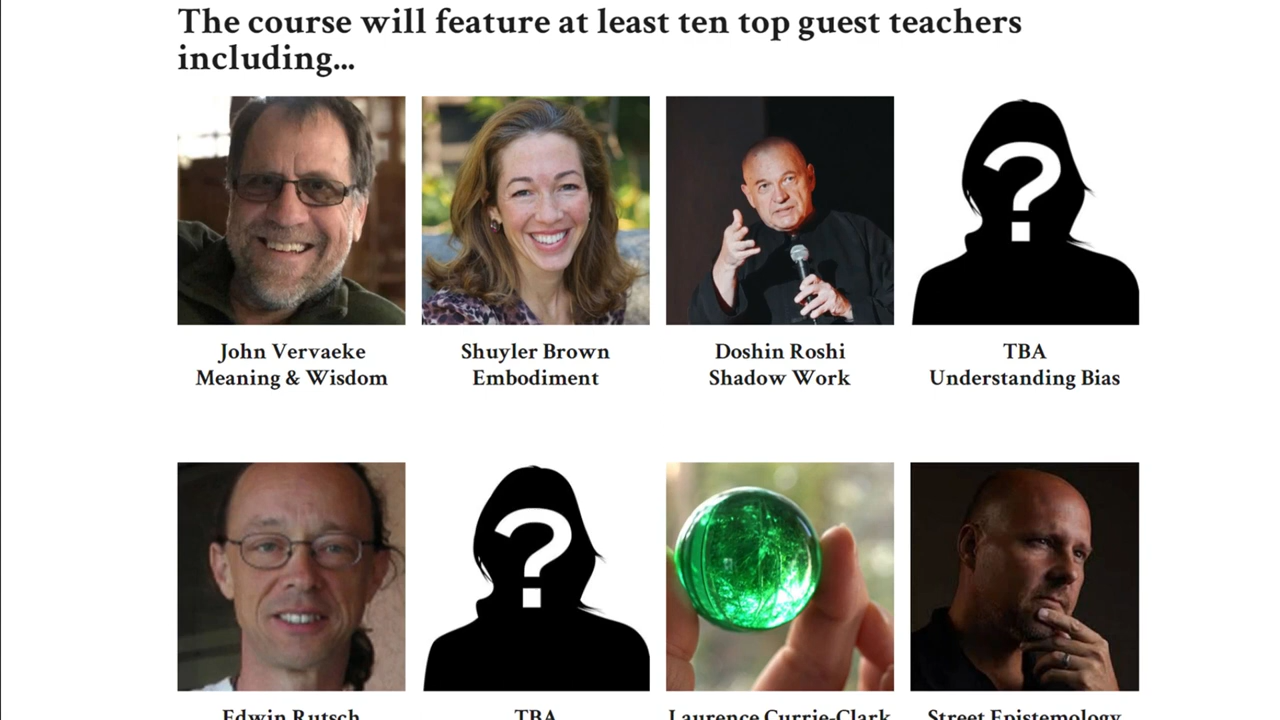 The course will feature at least ten top guest teachers
including...
John Vervaeke
Meaning & Wisdom
Shuyler Brown
Embodiment
Doshin Roshi
Shadow Work
?
TBA
Understanding Bias
Edwin Rutsch
?
TBA
Laurence Currie-Clark
Street Epistemology